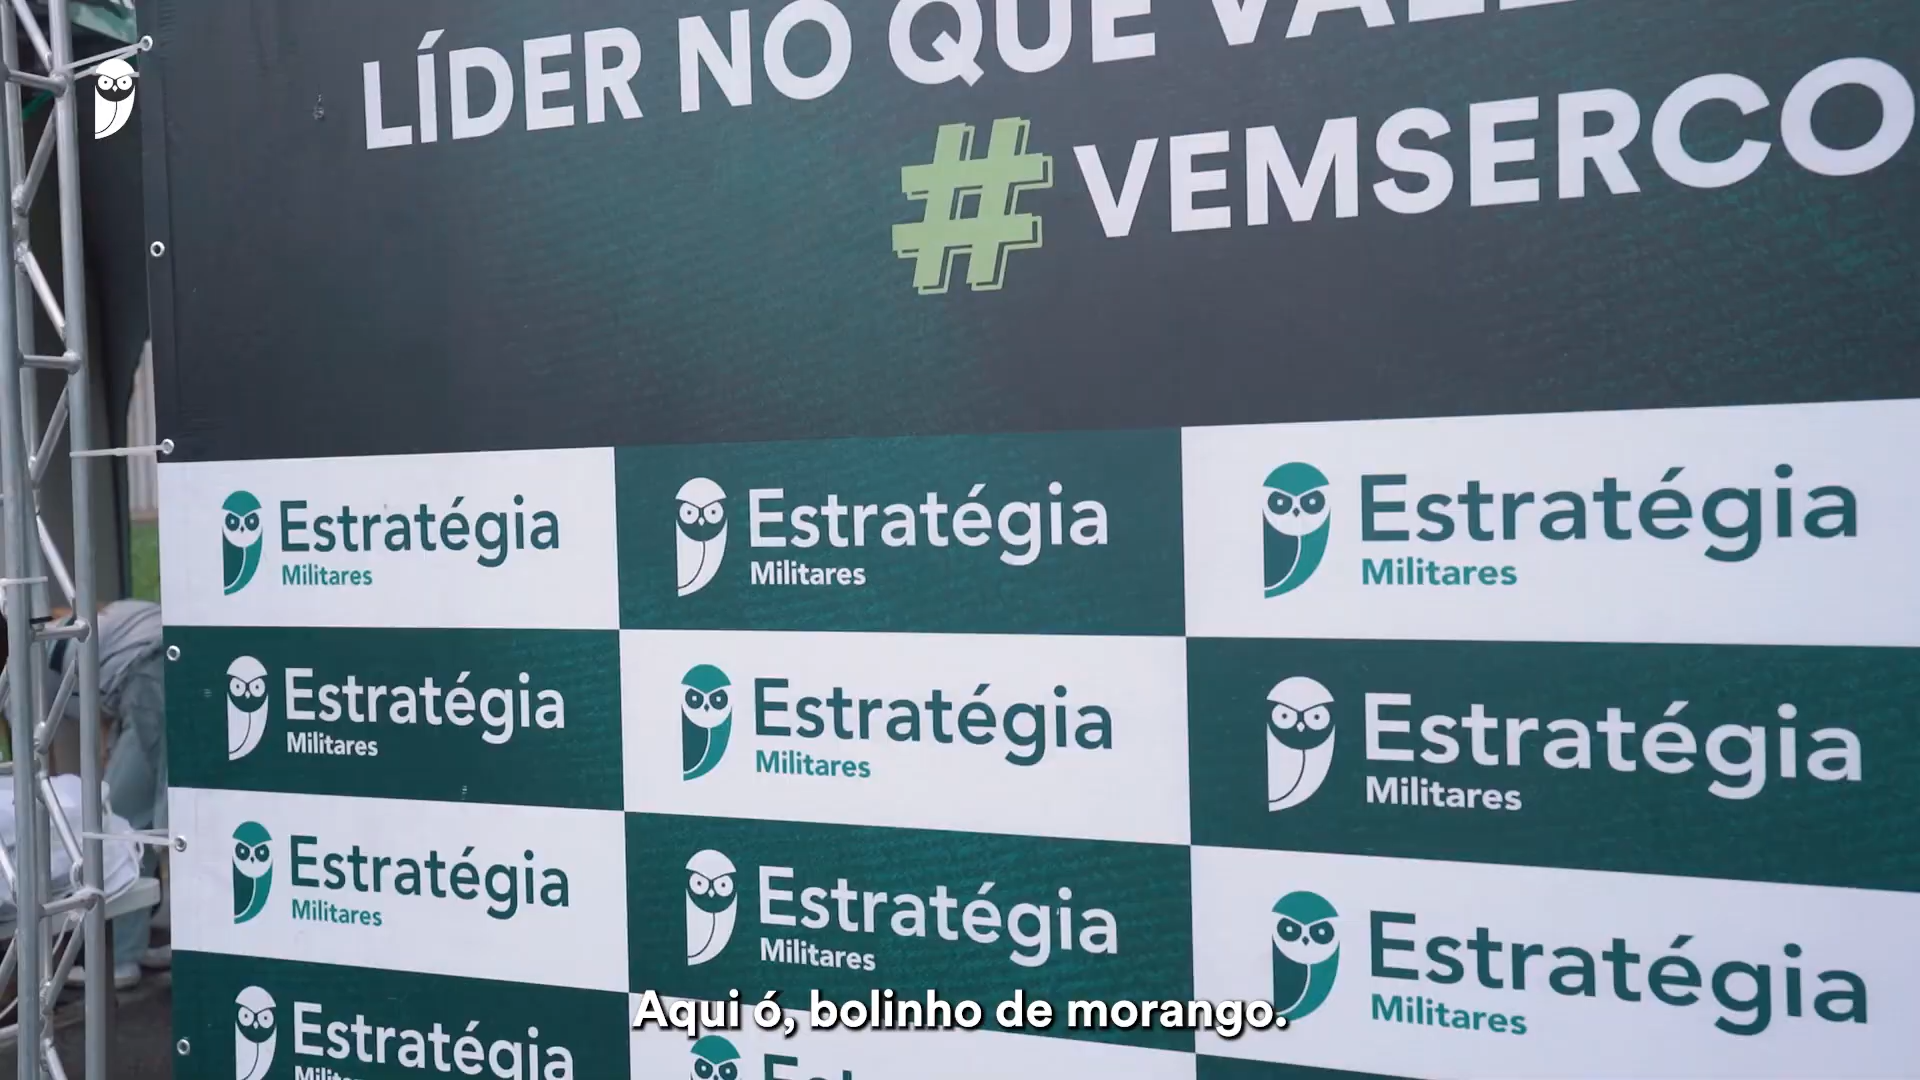 LÍDER NO QUE
#VEMSERCO
Estratégia
Militares
Estratégia
Militares
Estratégia
Militares
Estratégia
Militares
Estratégia
Militares
Estratégia
Militares
Estratégia
Militares
Estratégia
Militares
Estratégia
Militares
Estratégia
Aqui ó, bolinho de morango.